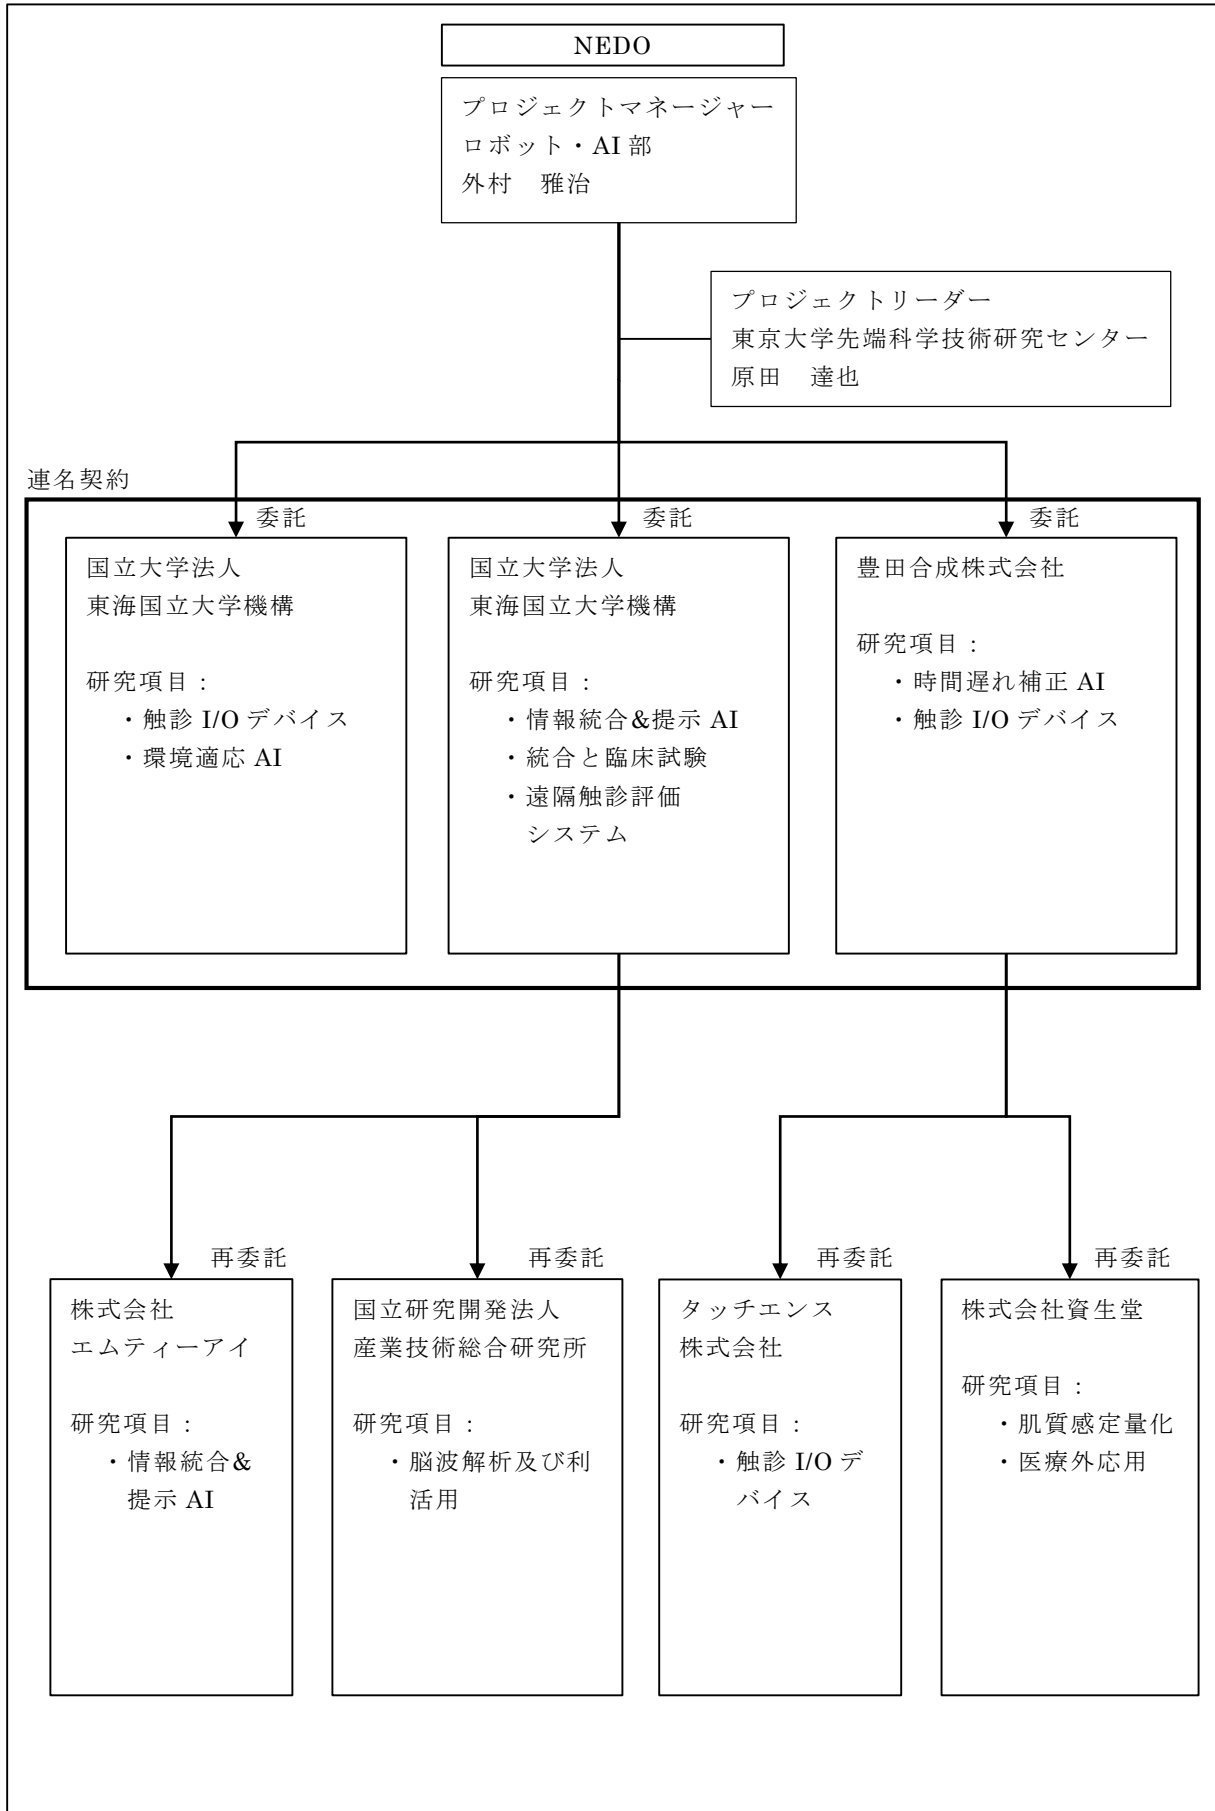 NEDO
プロジェクトマネージャー
ロボット・AI 部
外村　雅治
プロジェクトリーダー
東京大学先端科学技術研究センター
原田　達也
連名契約
委託
国立大学法人
東海国立大学機構
研究項目：
・触診 I/O デバイス
・環境適応 AI
委託
国立大学法人
東海国立大学機構
研究項目：
・情報統合&提示 AI
・統合と臨床試験
・遠隔触診評価
システム
委託
豊田合成株式会社
研究項目：
・時間遅れ補正 AI
・触診 I/O デバイス
再委託
株式会社
エムティーアイ
研究項目：
・情報統合&
提示 AI
再委託
国立研究開発法人
産業技術総合研究所
研究項目：
・脳波解析及び利
活用
再委託
タッチエンス
株式会社
研究項目：
・触診 I/O デ
バイス
再委託
株式会社資生堂
研究項目：
・肌質感定量化
・医療外応用